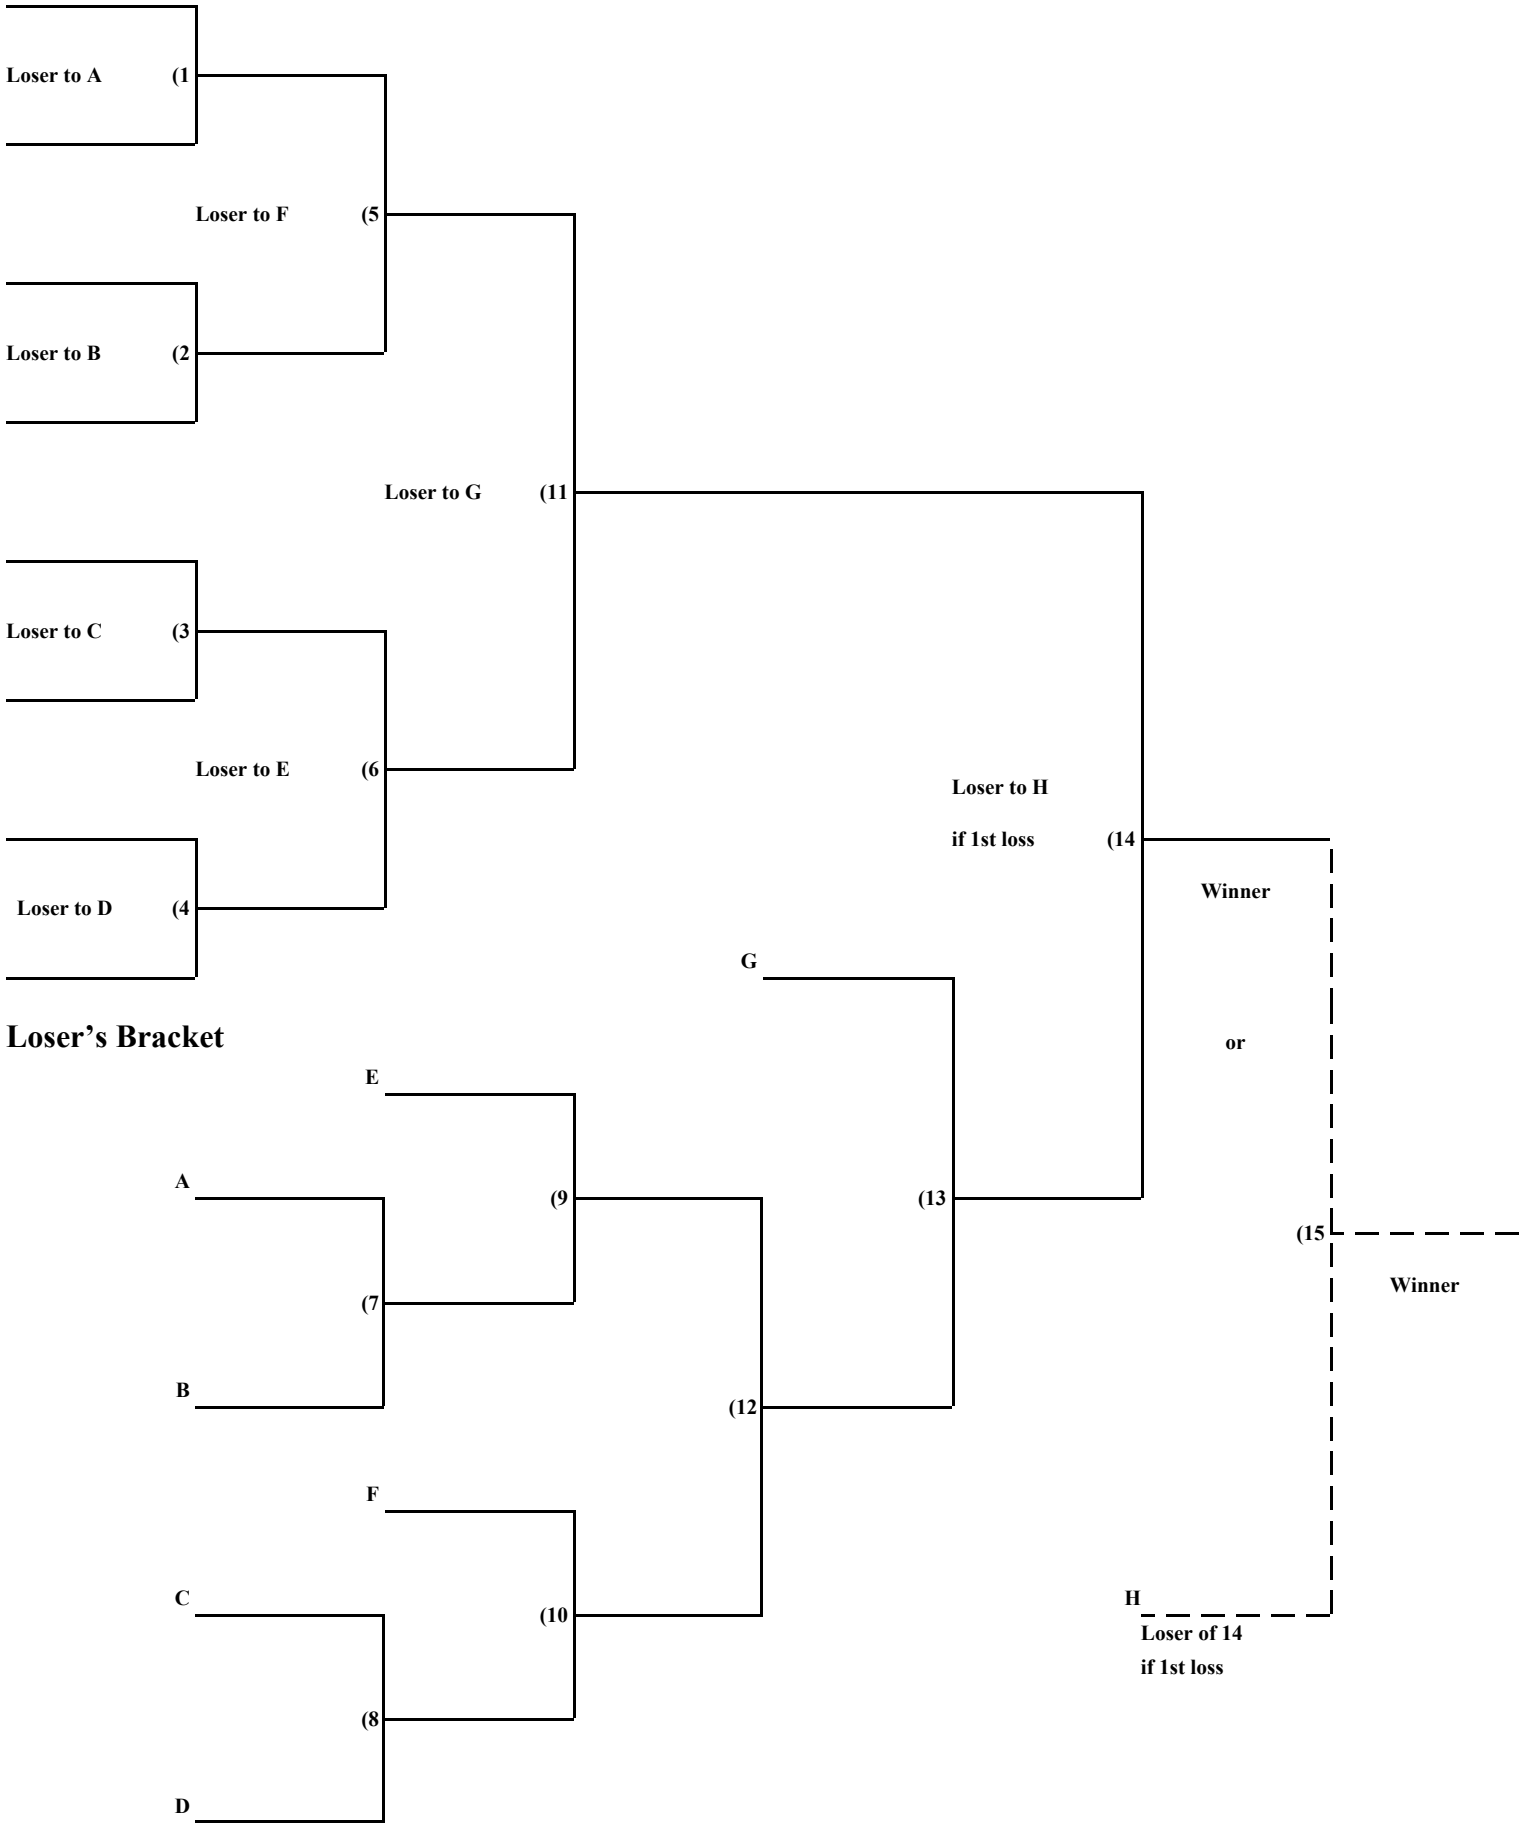 Loser to A (1
Loser to F (5
Loser to B (2
Loser to G (11
Loser to C (3
Loser to E (6
Loser to H
if 1st loss (14
Winner
Loser to D (4
G
Loser’s Bracket
or
E
A
(9
(13
(15
Winner
(7
B
(12
F
C
H
(10
Loser of 14
if 1st loss
(8
D